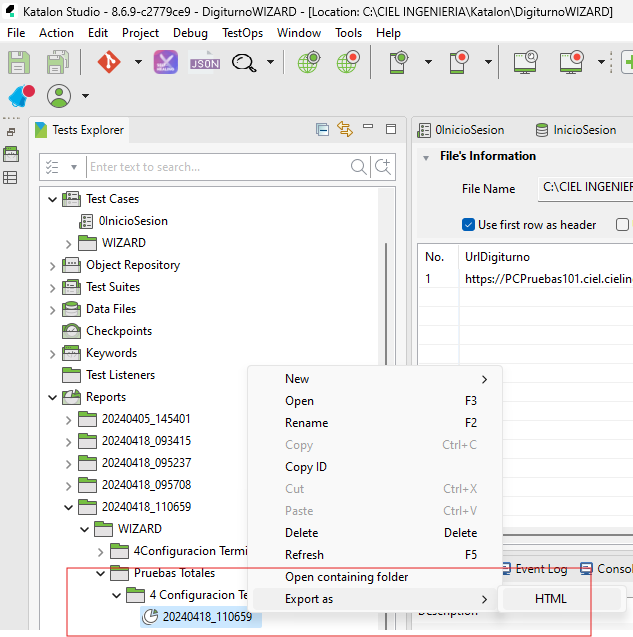 Katalon Studio - 8.6.9-c2779ce9 - DigiturnoWIZARD - [Location: C:\CIEL INGENIERIA\Katalon\DigiturnoWIZARD]
File Action Edit Project Debug TestOps Window Tools Help
JSON
Tests Explorer
0InicioSesion InicioSesion
File's Information
Enter text to search...
File Name C:\CIEL INGENIER
Test Cases
0InicioSesion
Use first row as header
WIZARD
No. UrlDigiturno
Object Repository
1 https://PCPruebas101.ciel.cielin
Test Suites
Data Files
Checkpoints
Keywords
Test Listeners
Reports
20240405_145401
20240418_093415
20240418_095237
20240418_095708
20240418_110659
WIZARD
4Configuracion Termi
Pruebas Totales
4 Configuracion Te
20240418_110659
New
Open F3
Rename F2
Copy Ctrl+C
Copy ID
Cut Ctrl+X
Paste Ctrl+V
Delete Delete
Refresh F5
Open containing folder
Export as
HTML
Event Log Consol
Description